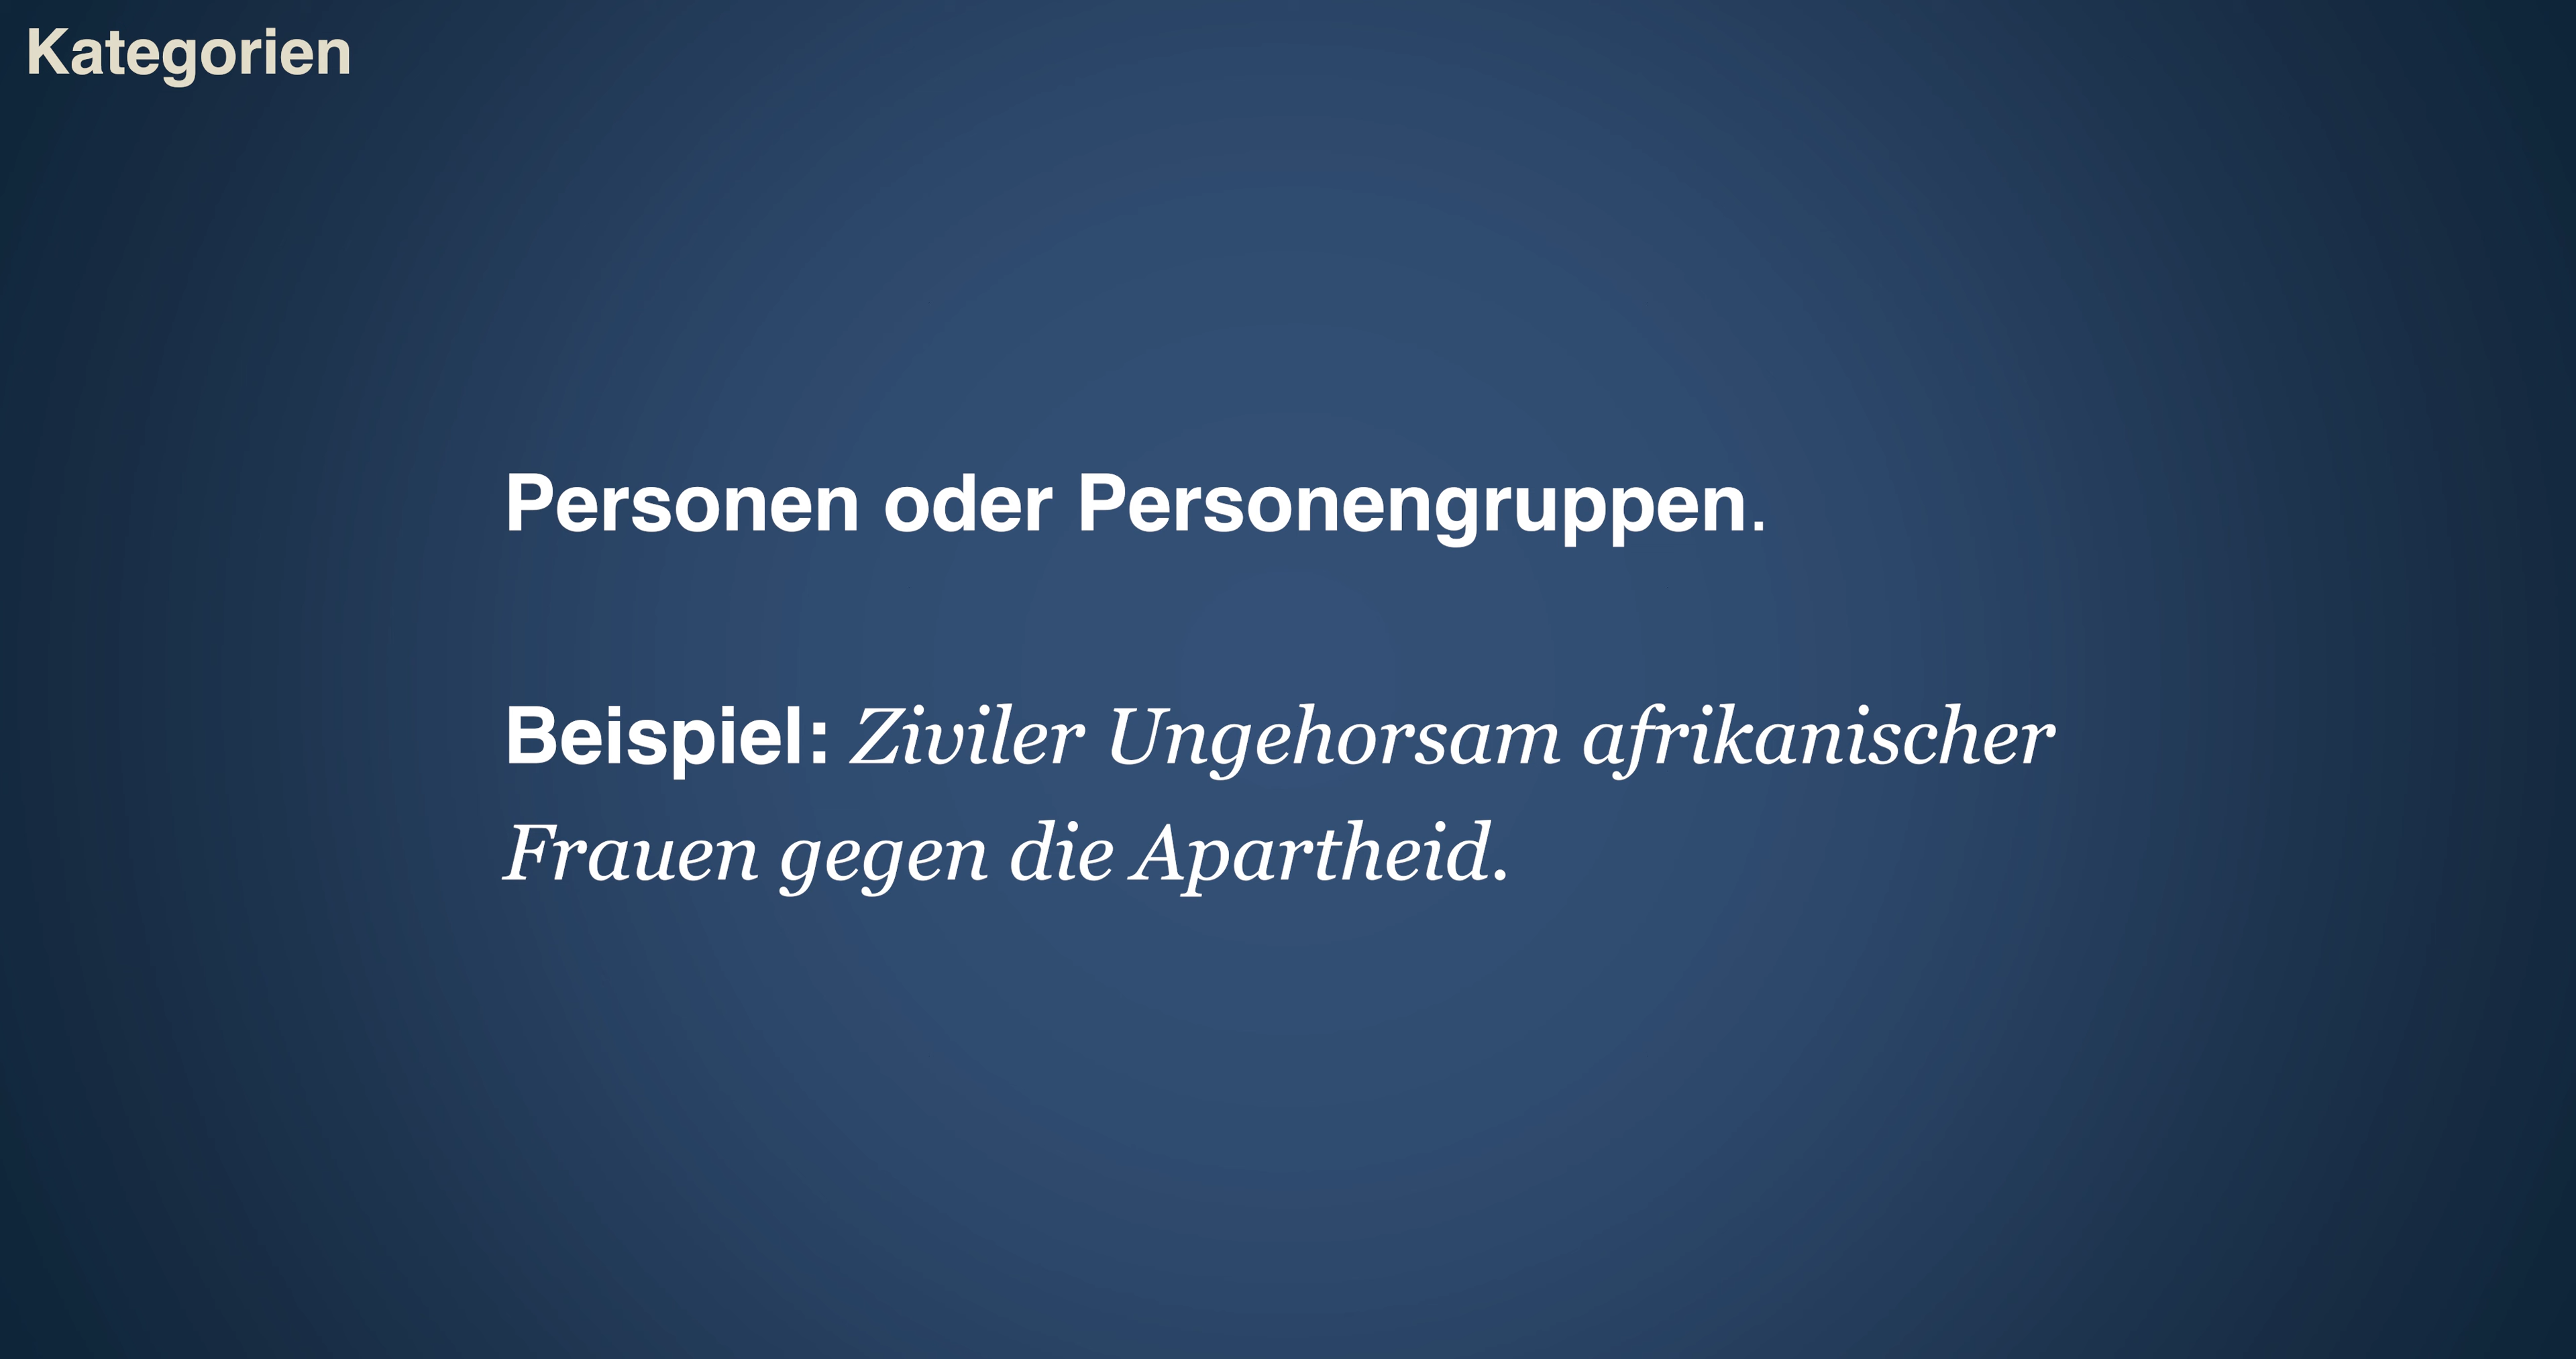 Kategorien
Personen oder Personengruppen.
Beispiel: Ziviler Ungehorsam afrikanischer
Frauen gegen die Apartheid.